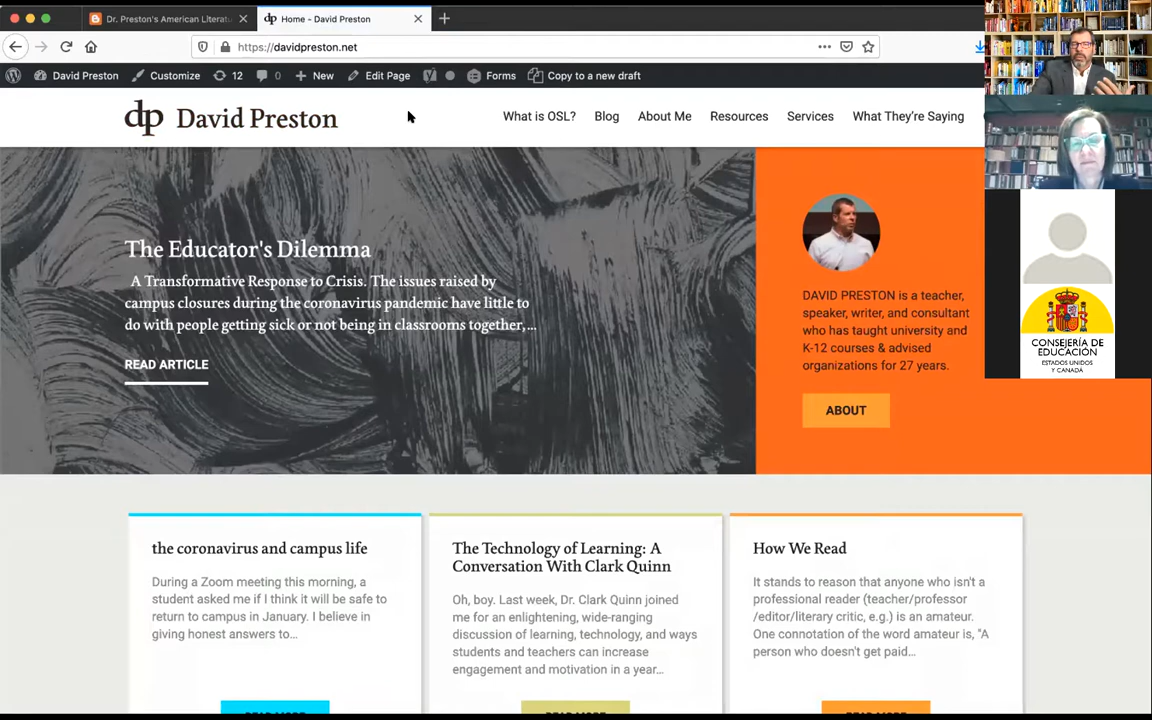 Dr. Preston's American Literatu
Home - David Preston
https://davidpreston.net
David Preston
Customize
12
0
New
Edit Page
Forms
Copy to a new draft
dp David Preston
What is OSL?
Blog
About Me
Resources
Services
What They're Saying
The Educator's Dilemma
A Transformative Response to Crisis. The issues raised by
campus closures during the coronavirus pandemic have little to
do with people getting sick or not being in classrooms together,...
READ ARTICLE
DAVID PRESTON is a teacher,
speaker, writer, and consultant
who has taught university and
K-12 courses & advised
organizations for 27 years.
ABOUT
CONSEJERÍA DE
EDUCACIÓN
ESTADOS UNIDOS
Y CANADÁ
the coronavirus and campus life
During a Zoom meeting this morning, a
student asked me if I think it will be safe to
return to campus in January. I believe in
giving honest answers to...
The Technology of Learning: A
Conversation With Clark Quinn
Oh, boy. Last week, Dr. Clark Quinn joined
me for an enlightening, wide-ranging
discussion of learning, technology, and ways
students and teachers can increase
engagement and motivation in a year...
How We Read
It stands to reason that anyone who isn't a
professional reader (teacher/professor
/editor/literary critic, e.g.) is an amateur.
One connotation of the word amateur is, "A
person who doesn't get paid...
READ MORE
READ MORE
READ MORE